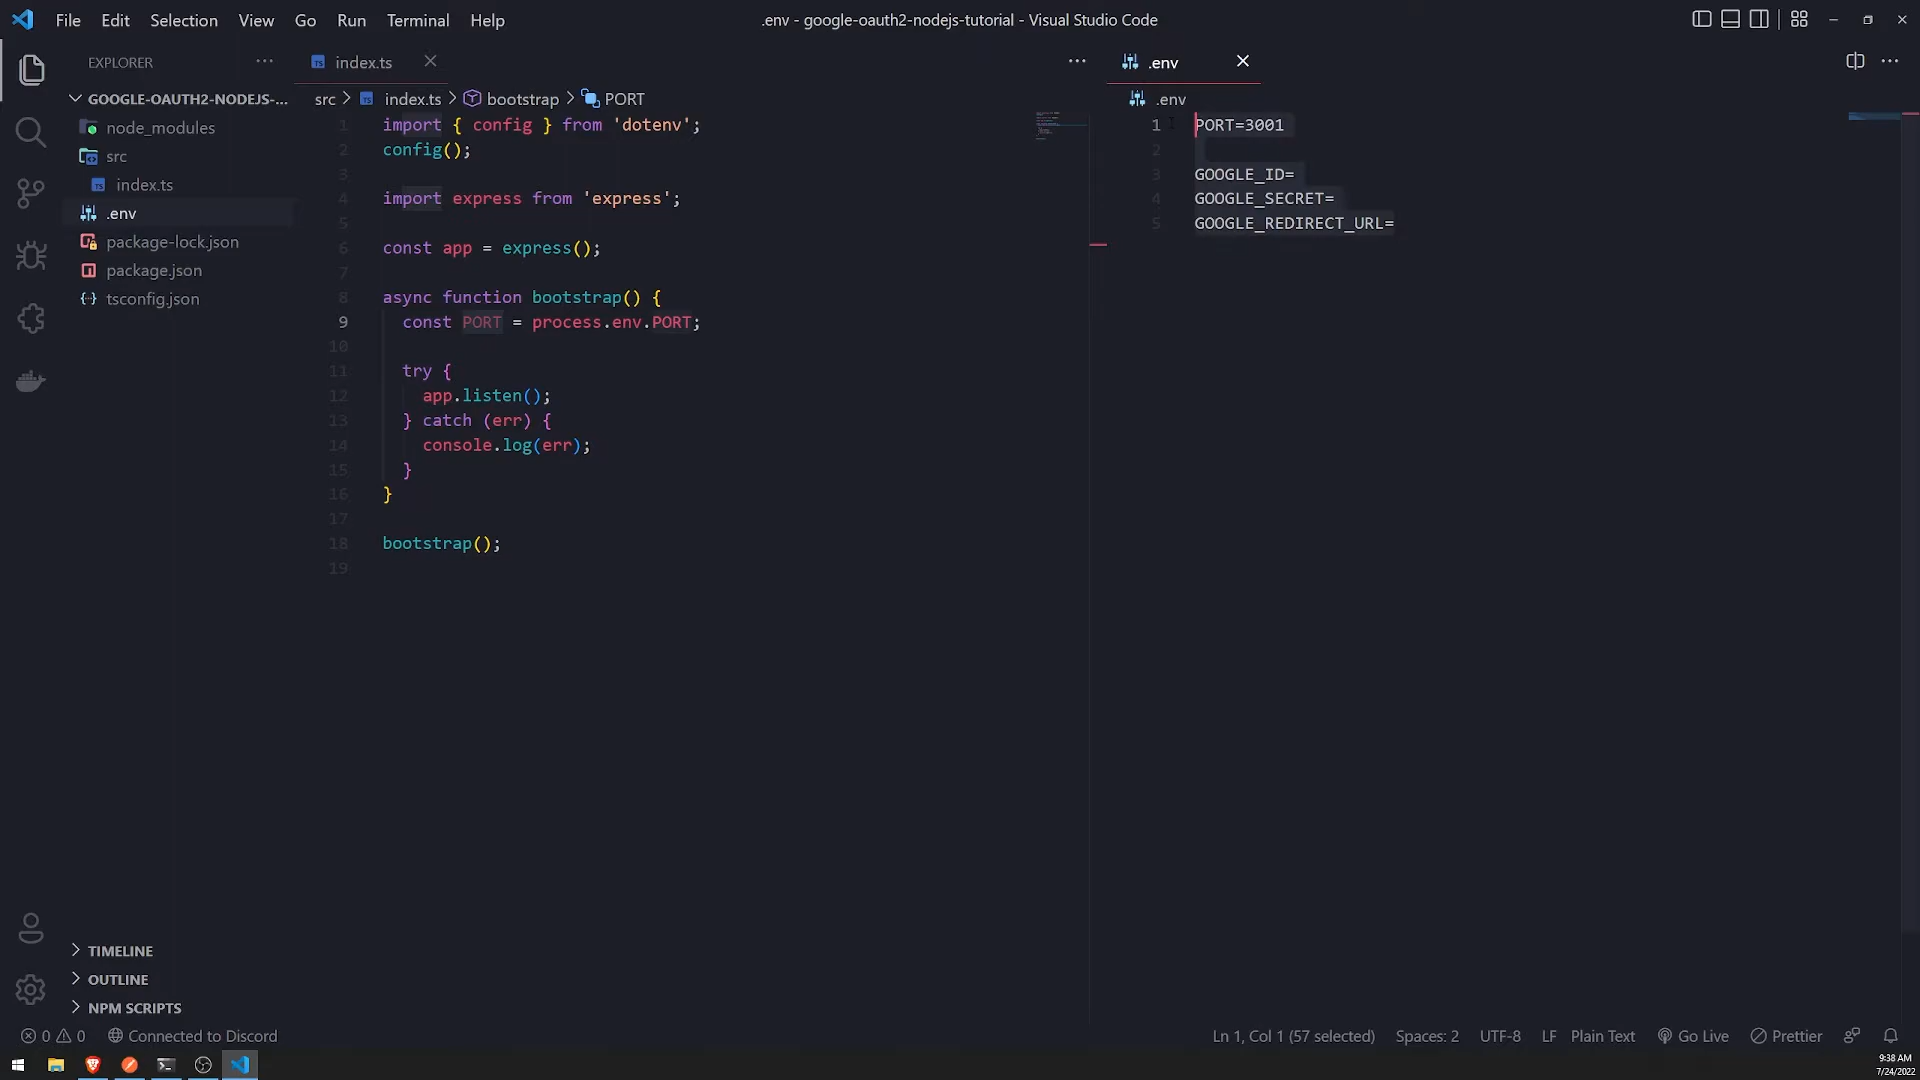 File Edit Selection View Go Run Terminal Help
.env - google-oauth2-nodejs-tutorial - Visual Studio Code
EXPLORER
GOOGLE-OAUTH2-NODEJS-...
node_modules
src
index.ts
.env
package-lock.json
package.json
tsconfig.json
TIMELINE
OUTLINE
NPM SCRIPTS
index.ts
src > index.ts > bootstrap > PORT
1 import { config } from 'dotenv';
2 config();
3
4 import express from 'express';
5
6 const app = express();
7
8 async function bootstrap() {
9 const PORT = process.env.PORT;
10
11 try {
12 app.listen();
13 } catch (err) {
14 console.log(err);
15 }
16 }
17
18 bootstrap();
19
.env
.env
1 PORT=3001
2
3 GOOGLE_ID=
4 GOOGLE_SECRET=
5 GOOGLE_REDIRECT_URL=
0 0 Connected to Discord
Ln 1, Col 1 (57 selected) Spaces: 2 UTF-8 LF Plain Text Go Live Prettier
9:38 AM
7/24/2022